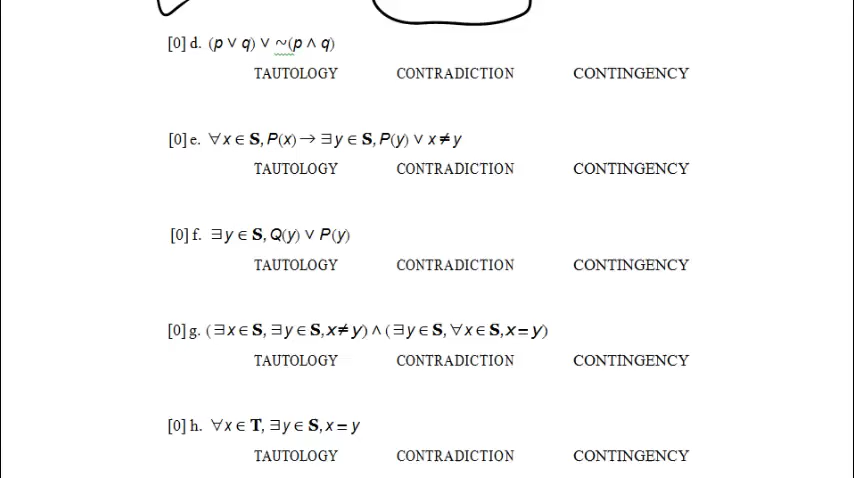 [0] d. (p ∨ q) ∨ ~(p ∧ q)
TAUTOLOGY CONTRADICTION CONTINGENCY
[0] e. ∀x ∈ S, P(x) → ∃y ∈ S, P(y) ∨ x ≠ y
TAUTOLOGY CONTRADICTION CONTINGENCY
[0] f. ∃y ∈ S, Q(y) ∨ P(y)
TAUTOLOGY CONTRADICTION CONTINGENCY
[0] g. (∃x ∈ S, ∃y ∈ S, x ≠ y) ∧ (∃y ∈ S, ∀x ∈ S, x = y)
TAUTOLOGY CONTRADICTION CONTINGENCY
[0] h. ∀x ∈ T, ∃y ∈ S, x = y
TAUTOLOGY CONTRADICTION CONTINGENCY